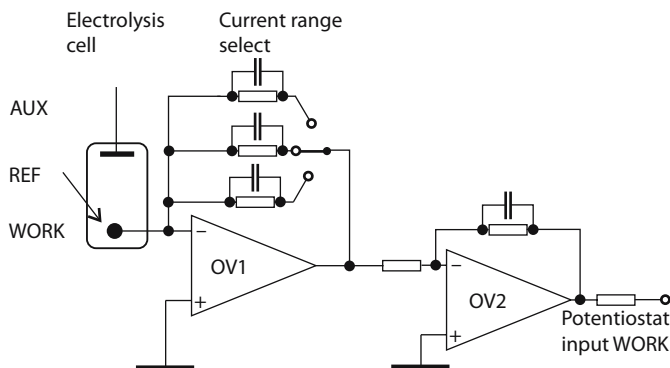 Electrolysis
cell
Current range
select
AUX
REF
WORK
−
OV1
+
−
OV2
+
Potentiostat
input WORK